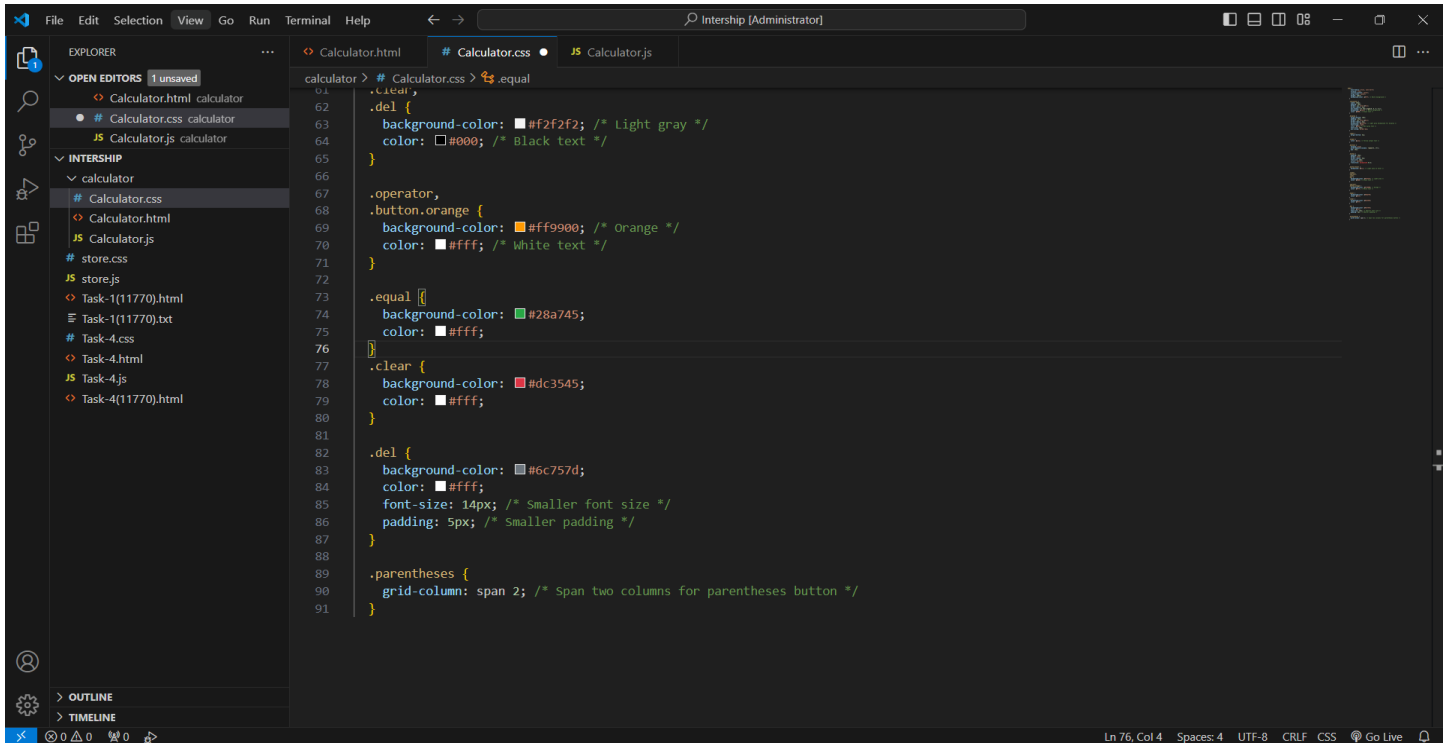 File Edit Selection View Go Run Terminal Help
Intership [Administrator]
EXPLORER
OPEN EDITORS 1 unsaved
Calculator.html calculator
# Calculator.css calculator
JS Calculator.js calculator
INTERSHIP
calculator
# Calculator.css
Calculator.html
JS Calculator.js
# store.css
JS store.js
Task-1(11770).html
Task-1(11770).txt
# Task-4.css
Task-4.html
JS Task-4.js
Task-4(11770).html
OUTLINE
TIMELINE
Calculator.html # Calculator.css JS Calculator.js
calculator > # Calculator.css > .equal
61 .clear,
62 .del {
63 background-color: #f2f2f2; /* Light gray */
64 color: #000; /* Black text */
65 }
66
67 .operator,
68 .button.orange {
69 background-color: #ff9900; /* Orange */
70 color: #fff; /* White text */
71 }
72
73 .equal {
74 background-color: #28a745;
75 color: #fff;
76 }
77 .clear {
78 background-color: #dc3545;
79 color: #fff;
80 }
81
82 .del {
83 background-color: #6c757d;
84 color: #fff;
85 font-size: 14px; /* Smaller font size */
86 padding: 5px; /* Smaller padding */
87 }
88
89 .parentheses {
90 grid-column: span 2; /* Span two columns for parentheses button */
91 }
0 0 0 Ln 76, Col 4 Spaces: 4 UTF-8 CRLF CSS Go Live